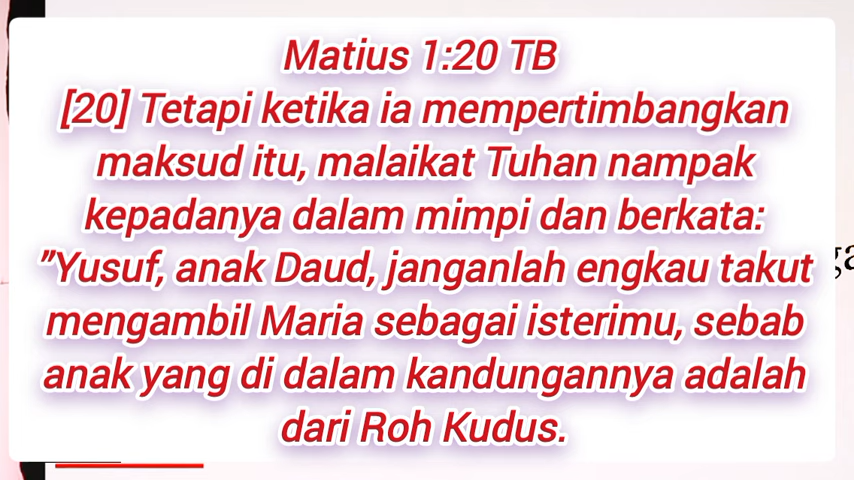 Matius 1:20 TB
[20] Tetapi ketika ia mempertimbangkan
maksud itu, malaikat Tuhan nampak
kepadanya dalam mimpi dan berkata:
"Yusuf, anak Daud, janganlah engkau takut
mengambil Maria sebagai isterimu, sebab
anak yang di dalam kandungannya adalah
dari Roh Kudus.